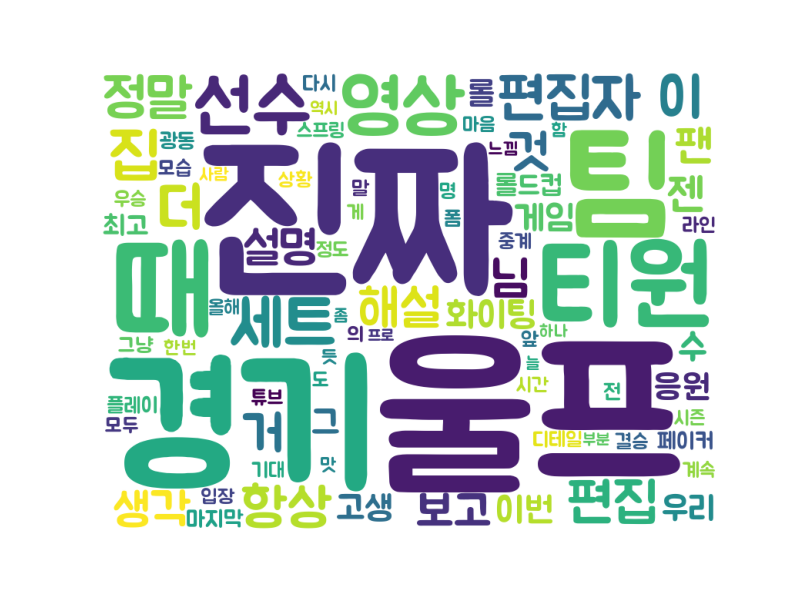 정말 선수 다시 영상 롤 편집자 이
역시
스프링 마음 함
집 광동 것 팀 팬
모습 진짜 느낌
사람 상황 롤드컵 젠
우승 더 말 명
최고 게 폼 게임 라인
설명 정도 중계
때 님 티원
올해 세트 좀 해설 화이팅
그냥 한번 의 프로 앞 하나 수
듯 늘
경기 울프
도 시간 전 응원
플레이 튜브
모두 거 그 시즌
디테일 부분 결승 페이커
기대 맛 계속
생각 입장 항상 고생 보고 이번 편집 우리
마지막